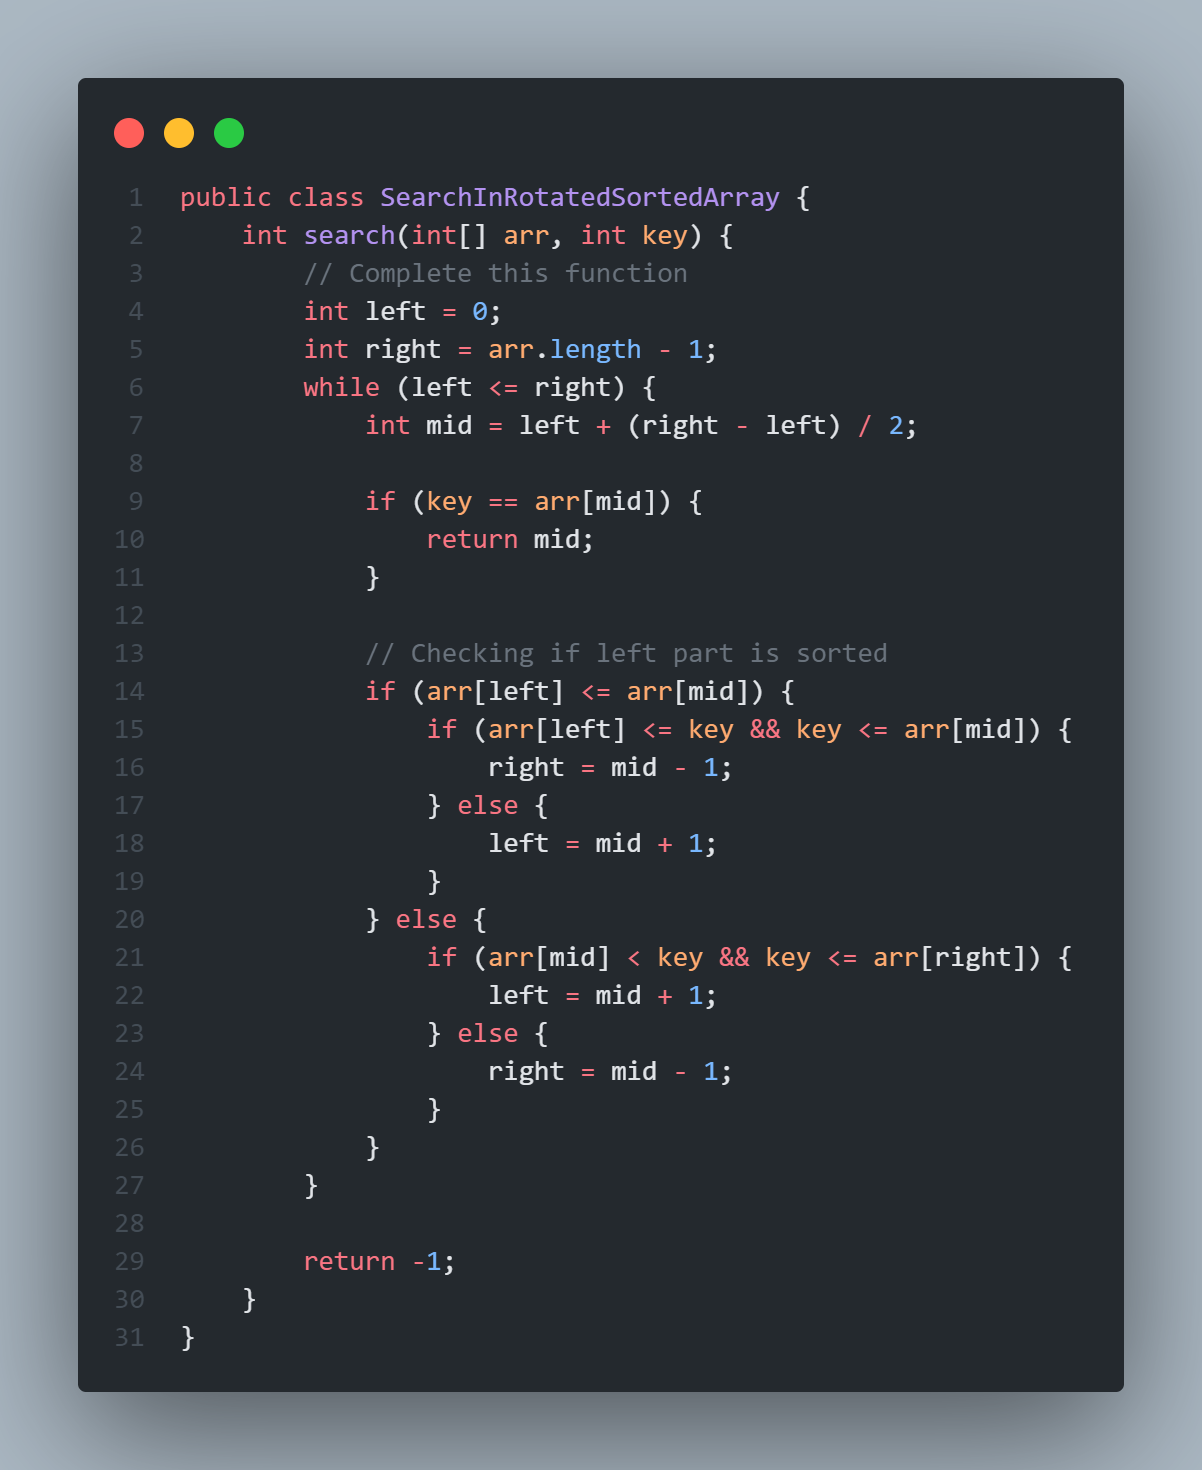 1 public class SearchInRotatedSortedArray {
2     int search(int[] arr, int key) {
3         // Complete this function
4         int left = 0;
5         int right = arr.length - 1;
6         while (left <= right) {
7             int mid = left + (right - left) / 2;
8
9             if (key == arr[mid]) {
10                 return mid;
11             }
12
13             // Checking if left part is sorted
14             if (arr[left] <= arr[mid]) {
15                 if (arr[left] <= key && key <= arr[mid]) {
16                     right = mid - 1;
17                 } else {
18                     left = mid + 1;
19                 }
20             } else {
21                 if (arr[mid] < key && key <= arr[right]) {
22                     left = mid + 1;
23                 } else {
24                     right = mid - 1;
25                 }
26             }
27         }
28
29         return -1;
30     }
31 }